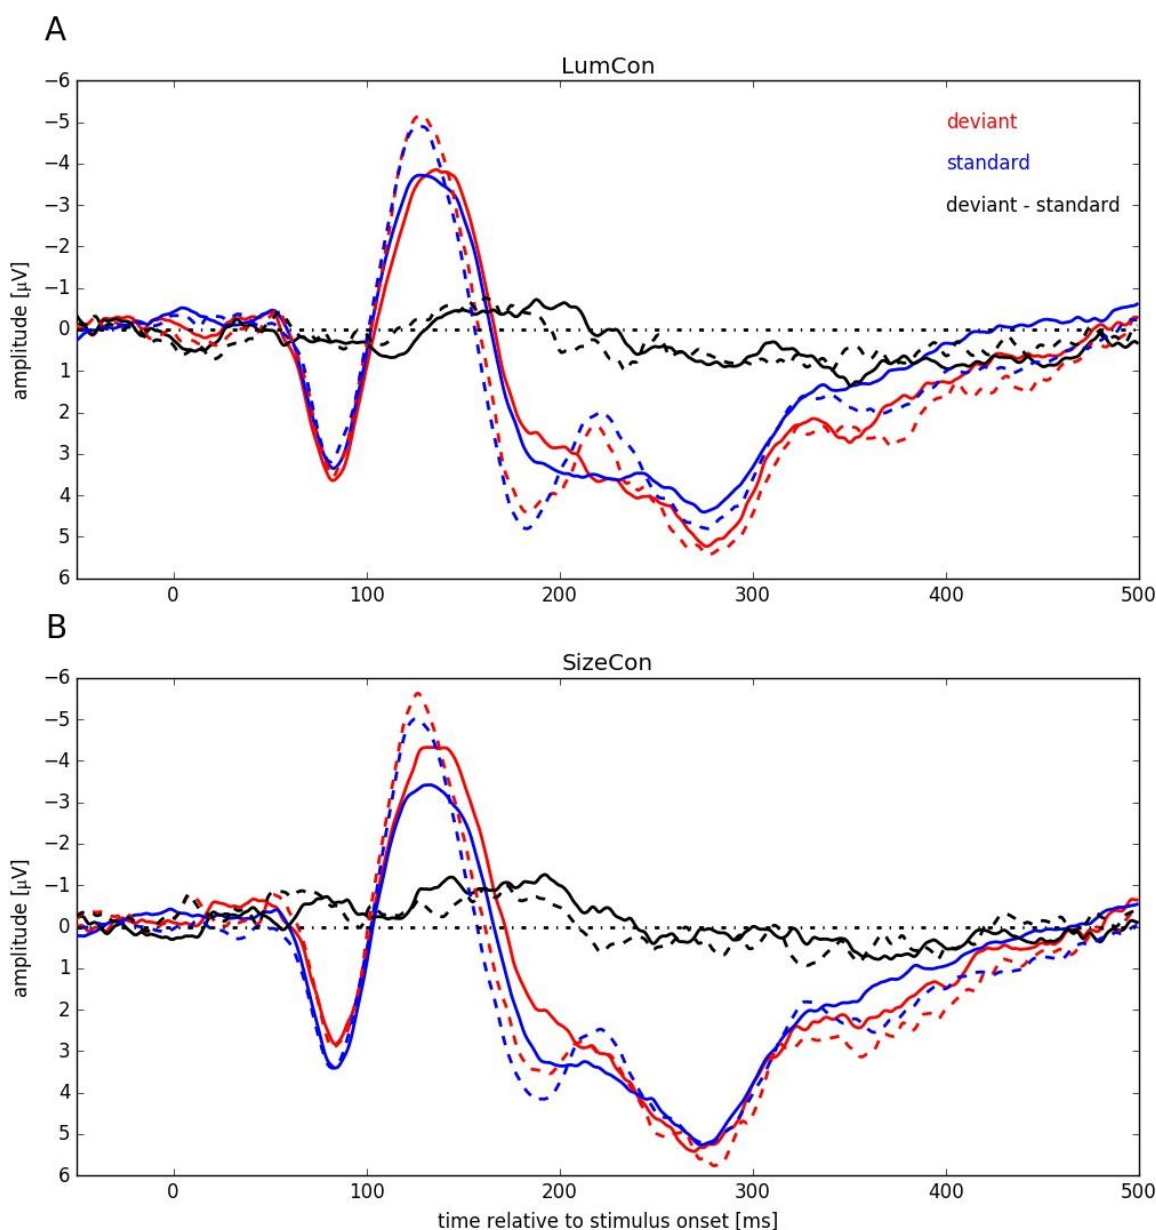 A
LumCon
−6
−5
−4
−3
−2
−1
0
1
2
3
4
5
6
amplitude [μV]
deviant
standard
deviant - standard
0 100 200 300 400 500
B
SizeCon
−6
−5
−4
−3
−2
−1
0
1
2
3
4
5
6
amplitude [μV]
0 100 200 300 400 500
time relative to stimulus onset [ms]